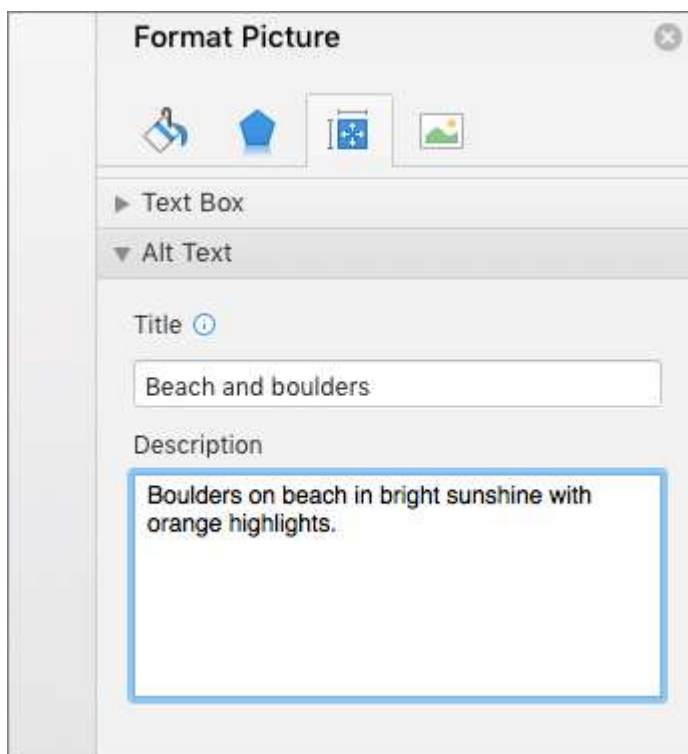 Format Picture
Text Box
Alt Text
Title
Beach and boulders
Description
Boulders on beach in bright sunshine with
orange highlights.